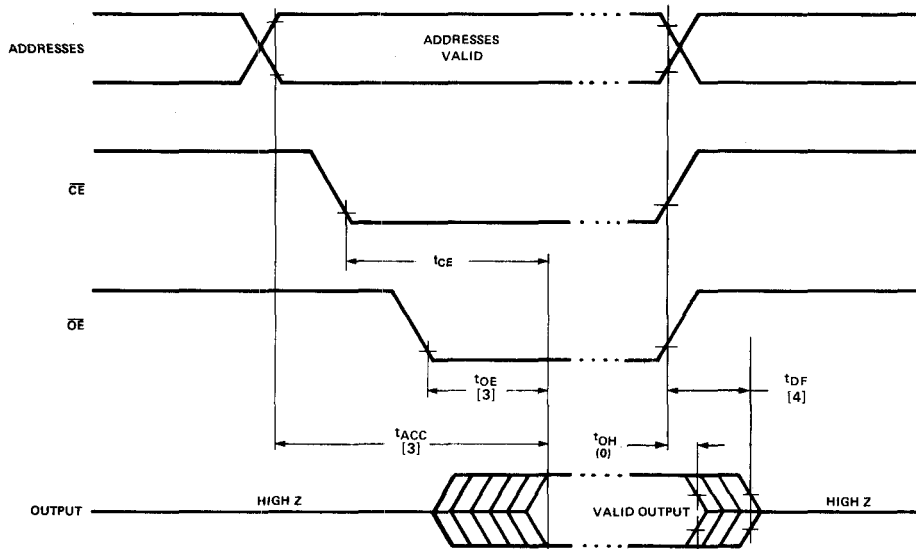 ADDRESSES
ADDRESSES
VALID
CE
tCE
OE
tOE
[3]
tDF
[4]
tACC
[3]
tOH
(0)
OUTPUT
HIGH Z
VALID OUTPUT
HIGH Z